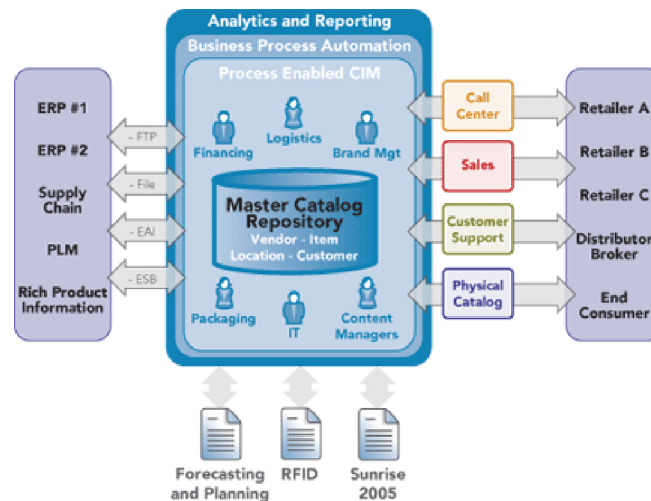 Analytics and Reporting
Business Process Automation
Process Enabled CIM
ERP #1
ERP #2
Supply
Chain
PLM
Rich Product
Information
- FTP
- File
- EAI
- ESB
Financing
Logistics
Brand Mgt
Master Catalog
Repository
Vendor - Item
Location - Customer
Packaging
IT
Content
Managers
Call
Center
Sales
Customer
Support
Physical
Catalog
Retailer A
Retailer B
Retailer C
Distributor
Broker
End
Consumer
Forecasting
and Planning
RFID
Sunrise
2005